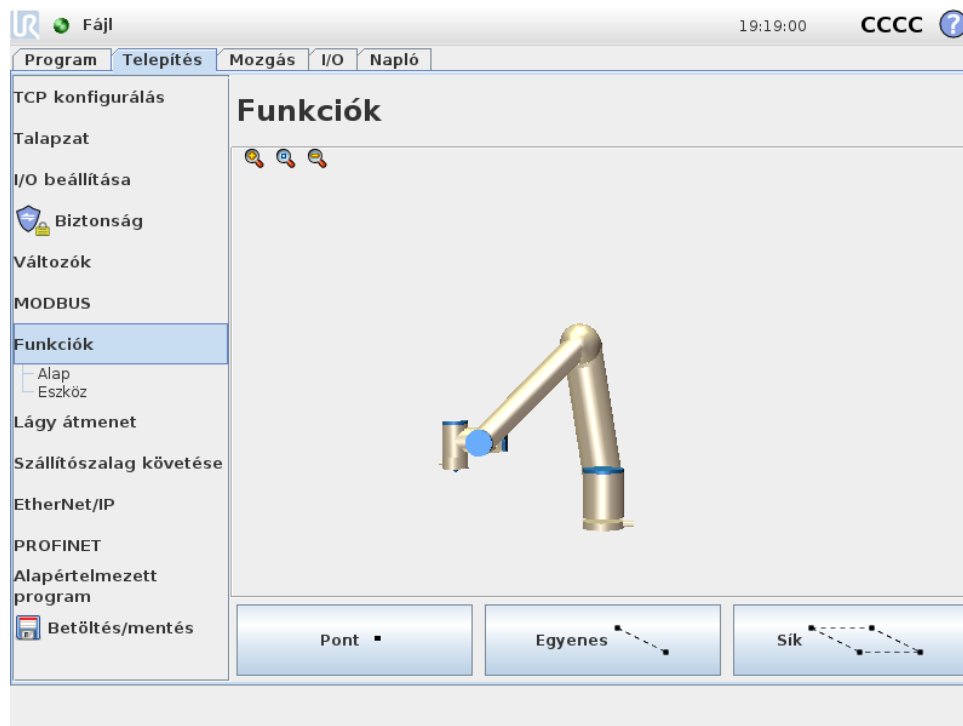 UR Fájl 19:19:00 CCCC ?
Program Telepítés Mozgás I/O Napló
TCP konfigurálás
Talapzat
I/O beállítása
Biztonság
Változók
MODBUS
Funkciók
Alap
Eszköz
Lágy átmenet
Szállítószalag követése
EtherNet/IP
PROFINET
Alapértelmezett
program
Betöltés/mentés
Funkciók
Pont
Egyenes
Sík